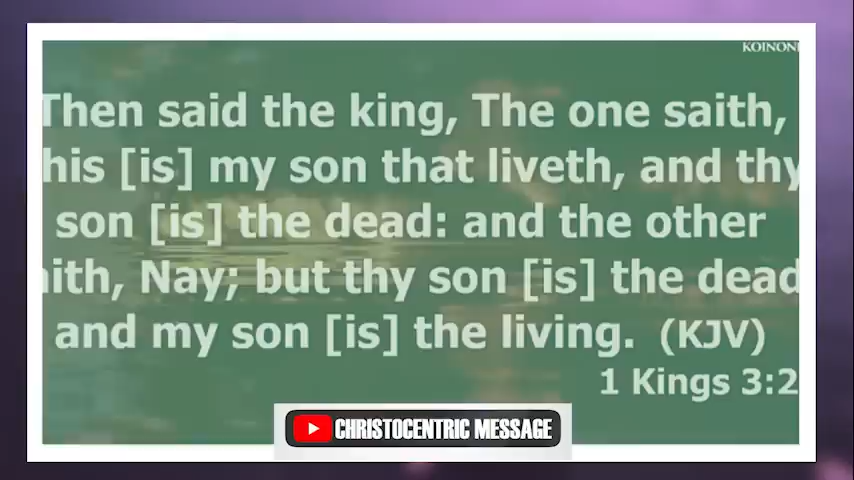 KOINONI
Then said the king, The one saith,
his [is] my son that liveth, and thy
son [is] the dead: and the other
aith, Nay; but thy son [is] the dead
and my son [is] the living. (KJV)
1 Kings 3:2
CHRISTOCENTRIC MESSAGE